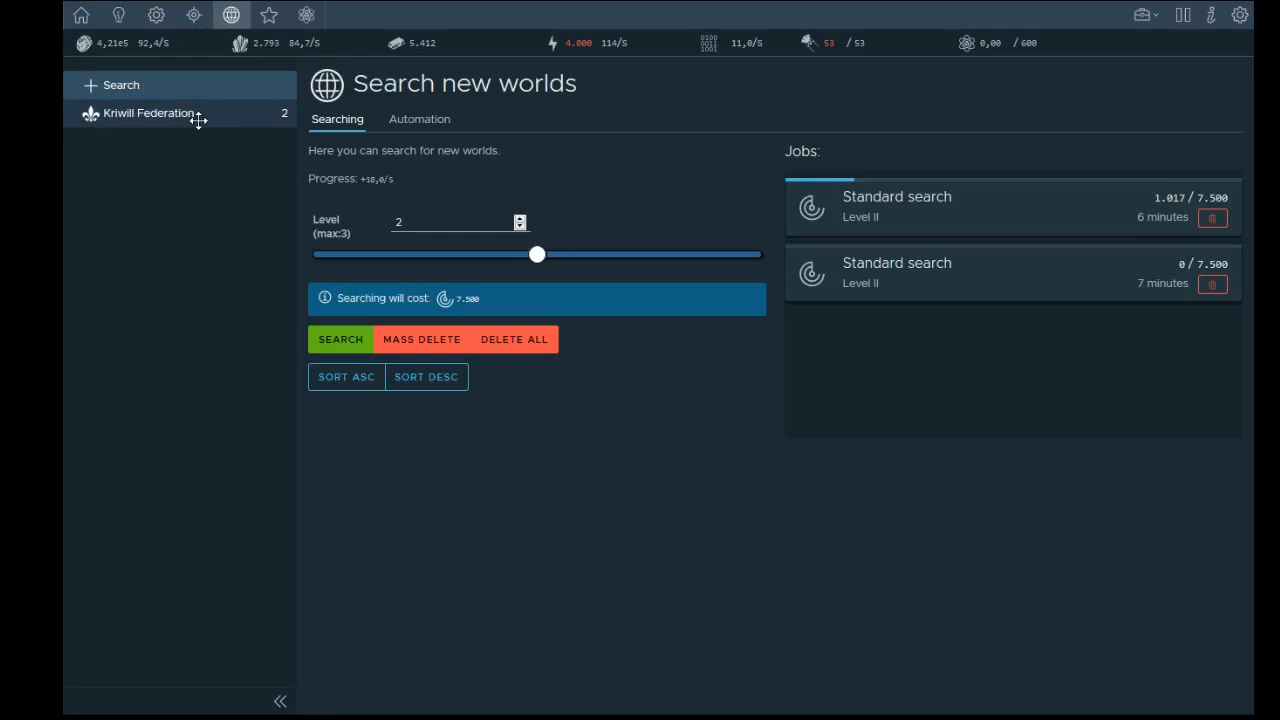 4,21e5 92,4/S 2.793 84,7/S 5.412 4.000 114/S 11,0/S 53 / 53 0,00 / 600
Search
Kriwill Federation 2
Search new worlds
Searching Automation
Here you can search for new worlds.
Progress: +18,0/s
Level
(max:3)
2
Searching will cost: 7.500
SEARCH MASS DELETE DELETE ALL
SORT ASC SORT DESC
Jobs:
Standard search 1.017 / 7.500
Level II 6 minutes
Standard search 0 / 7.500
Level II 7 minutes